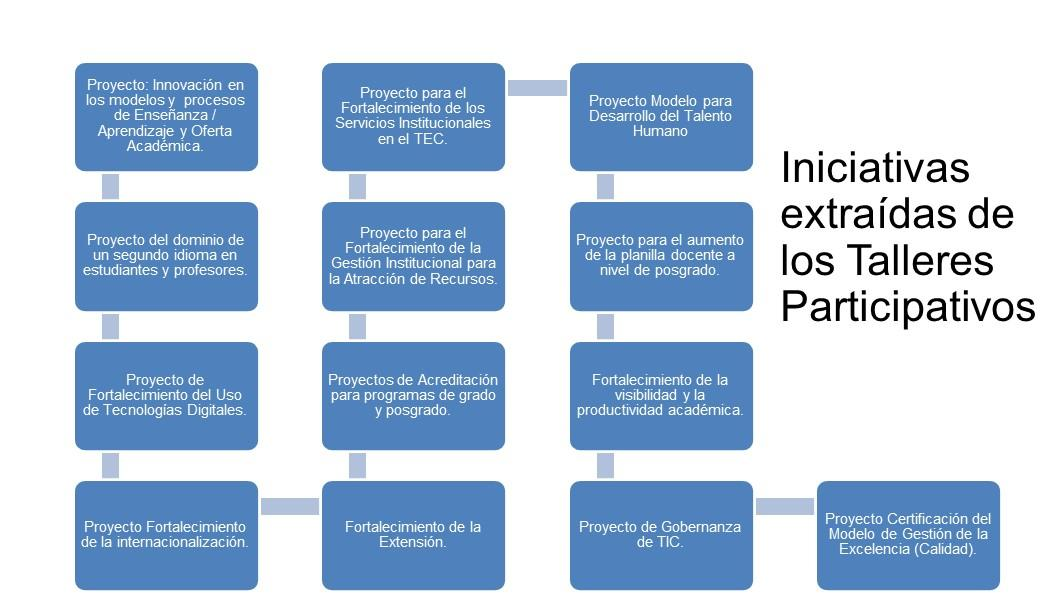 Proyecto: Innovación en
los modelos y procesos
de Enseñanza /
Aprendizaje y Oferta
Académica.
Proyecto del dominio de
un segundo idioma en
estudiantes y profesores.
Proyecto de
Fortalecimiento del Uso
de Tecnologías Digitales.
Proyecto Fortalecimiento
de la internacionalización.
Fortalecimiento de la
Extensión.
Proyectos de Acreditación
para programas de grado
y posgrado.
Proyecto para el
Fortalecimiento de la
Gestión Institucional para
la Atracción de Recursos.
Proyecto para el
Fortalecimiento de los
Servicios Institucionales
en el TEC.
Proyecto Modelo para
Desarrollo del Talento
Humano
Proyecto para el aumento
de la planilla docente a
nivel de posgrado.
Fortalecimiento de la
visibilidad y la
productividad académica.
Proyecto de Gobernanza
de TIC.
Proyecto Certificación del
Modelo de Gestión de la
Excelencia (Calidad).
Iniciativas
extraídas de
los Talleres
Participativos